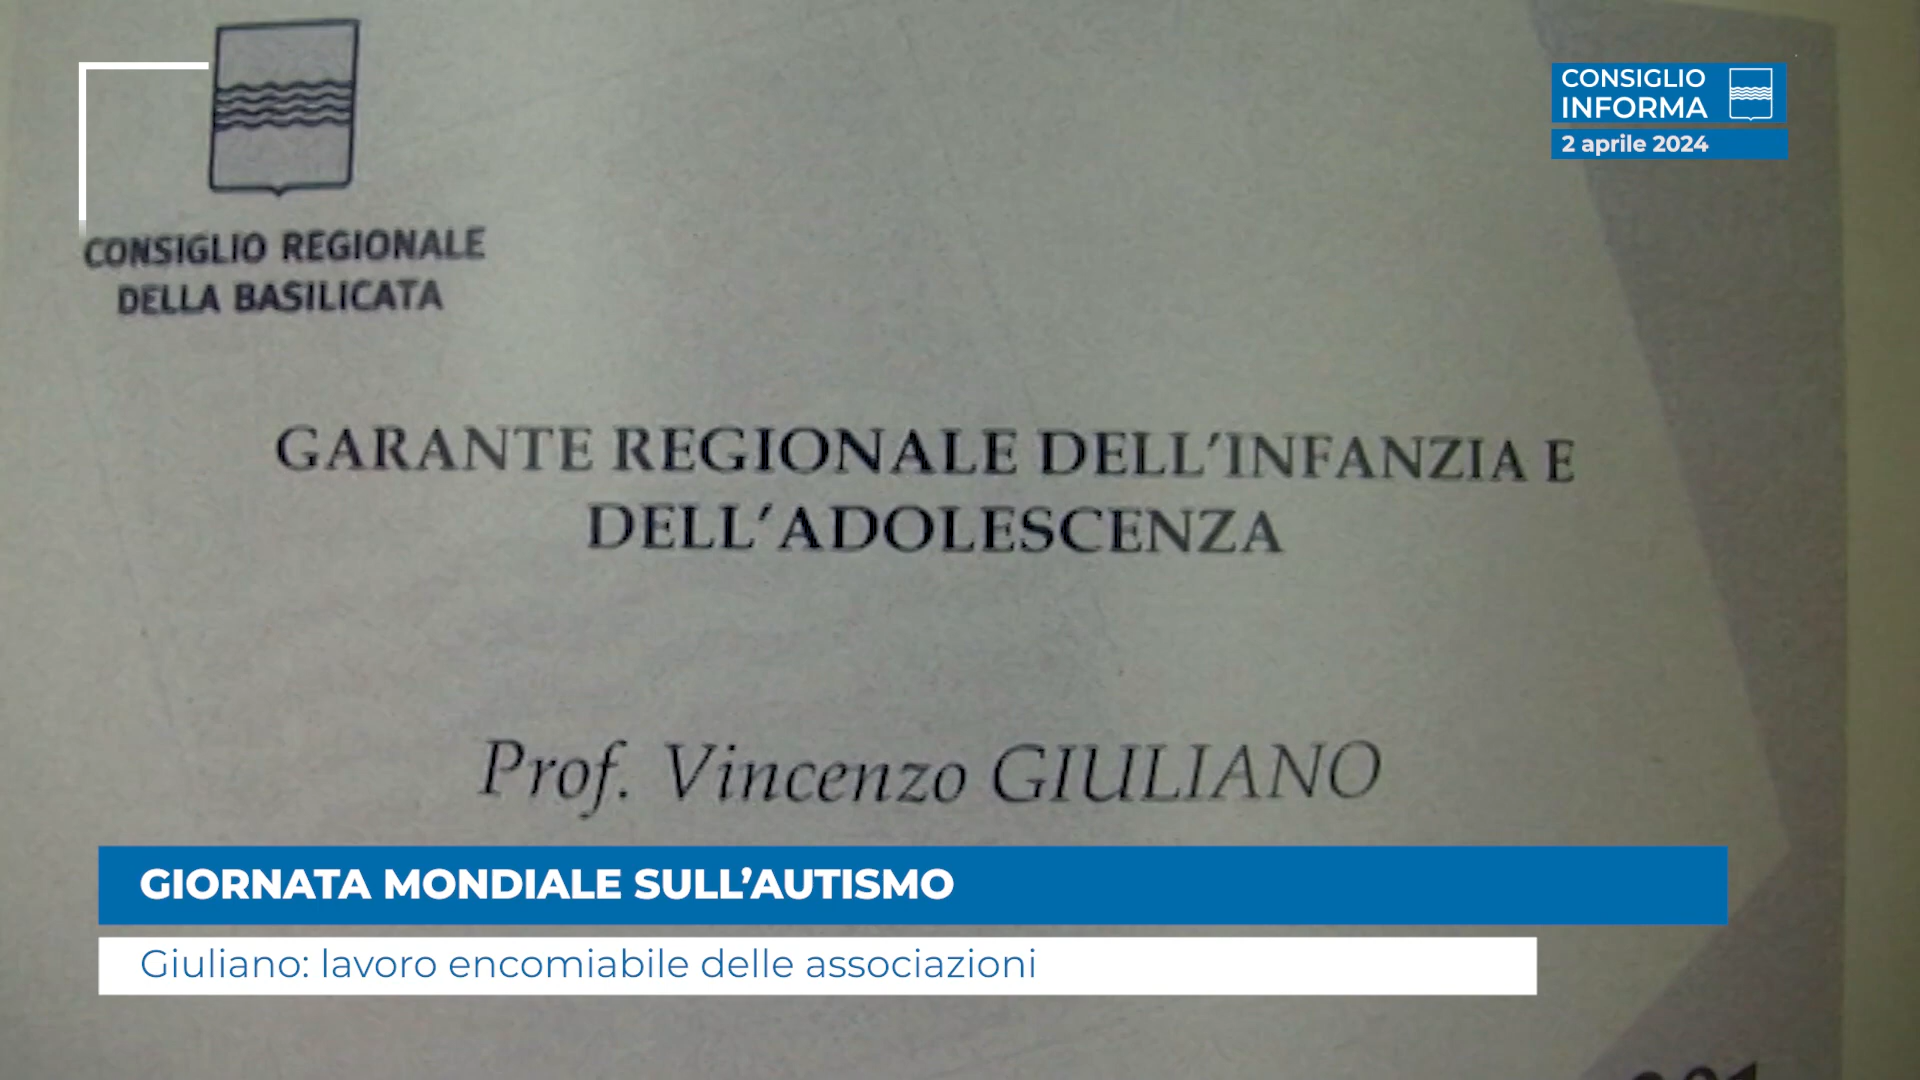 CONSIGLIO
INFORMA
2 aprile 2024
CONSIGLIO REGIONALE
DELLA BASILICATA
GARANTE REGIONALE DELL'INFANZIA E
DELL'ADOLESCENZA
Prof. Vincenzo GIULIANO
GIORNATA MONDIALE SULL'AUTISMO
Giuliano: lavoro encomiabile delle associazioni